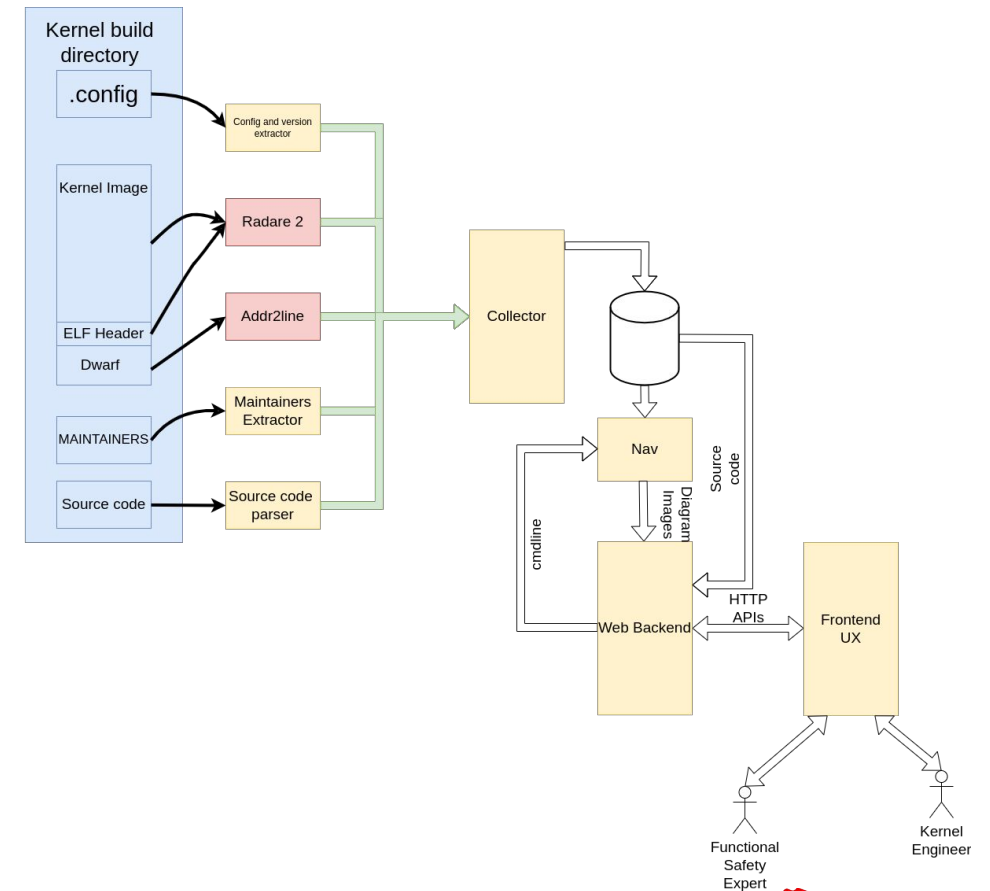 Kernel build
directory
.config
Config and version
extractor
Kernel Image
Radare 2
Addr2line
Collector
ELF Header
Dwarf
Maintainers
Extractor
MAINTAINERS
Source code
Source code
parser
Nav
Source
code
Diagram
Images
cmdline
HTTP
APIs
Web Backend
Frontend
UX
Functional
Safety
Expert
Kernel
Engineer